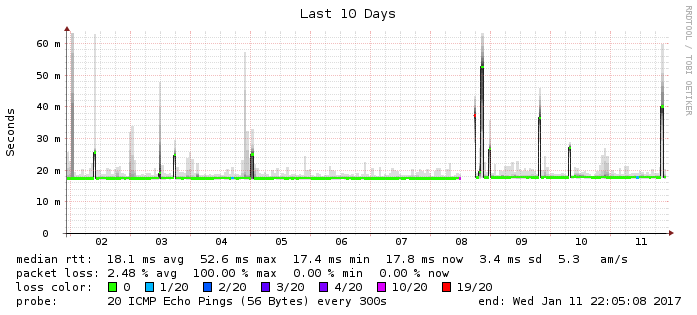 Last 10 Days
RRDTOOL / TOBI OETIKER
Seconds
60 m
50 m
40 m
30 m
20 m
10 m
0
02 03 04 05 06 07 08 09 10 11
median rtt: 18.1 ms avg 52.6 ms max 17.4 ms min 17.8 ms now 3.4 ms sd 5.3 am/s
packet loss: 2.48 % avg 100.00 % max 0.00 % min 0.00 % now
loss color: 0 1/20 2/20 3/20 4/20 10/20 19/20
probe: 20 ICMP Echo Pings (56 Bytes) every 300s end: Wed Jan 11 22:05:08 2017